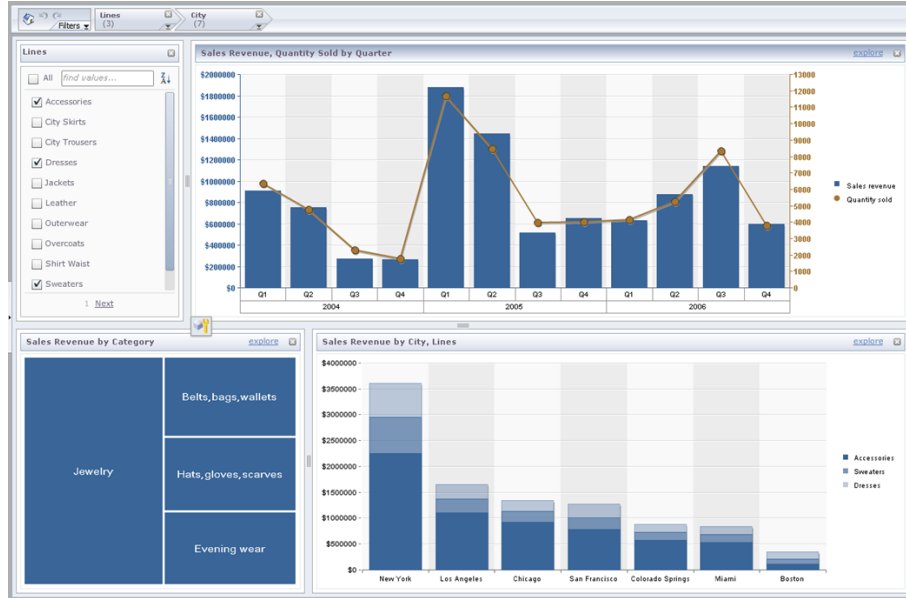 Filters
Lines
(3)
City
(7)
Lines
All find values...
Accessories
City Skirts
City Trousers
Dresses
Jackets
Leather
Outerwear
Overcoats
Shirt Waist
Sweaters
1 Next
Sales Revenue, Quantity Sold by Quarter
explore
$2000000
$1800000
$1600000
$1400000
$1200000
$1000000
$800000
$600000
$400000
$200000
$0
13000
12000
11000
10000
9000
8000
7000
6000
5000
4000
3000
2000
1000
0
Q1 Q2 Q3 Q4 Q1 Q2 Q3 Q4 Q1 Q2 Q3 Q4
2004 2005 2006
Sales revenue
Quantity sold
Sales Revenue by Category
explore
Jewelry
Belts,bags,wallets
Hats,gloves,scarves
Evening wear
Sales Revenue by City, Lines
explore
$4000000
$3500000
$3000000
$2500000
$2000000
$1500000
$1000000
$500000
$0
New York Los Angeles Chicago San Francisco Colorado Springs Miami Boston
Accessories
Sweaters
Dresses